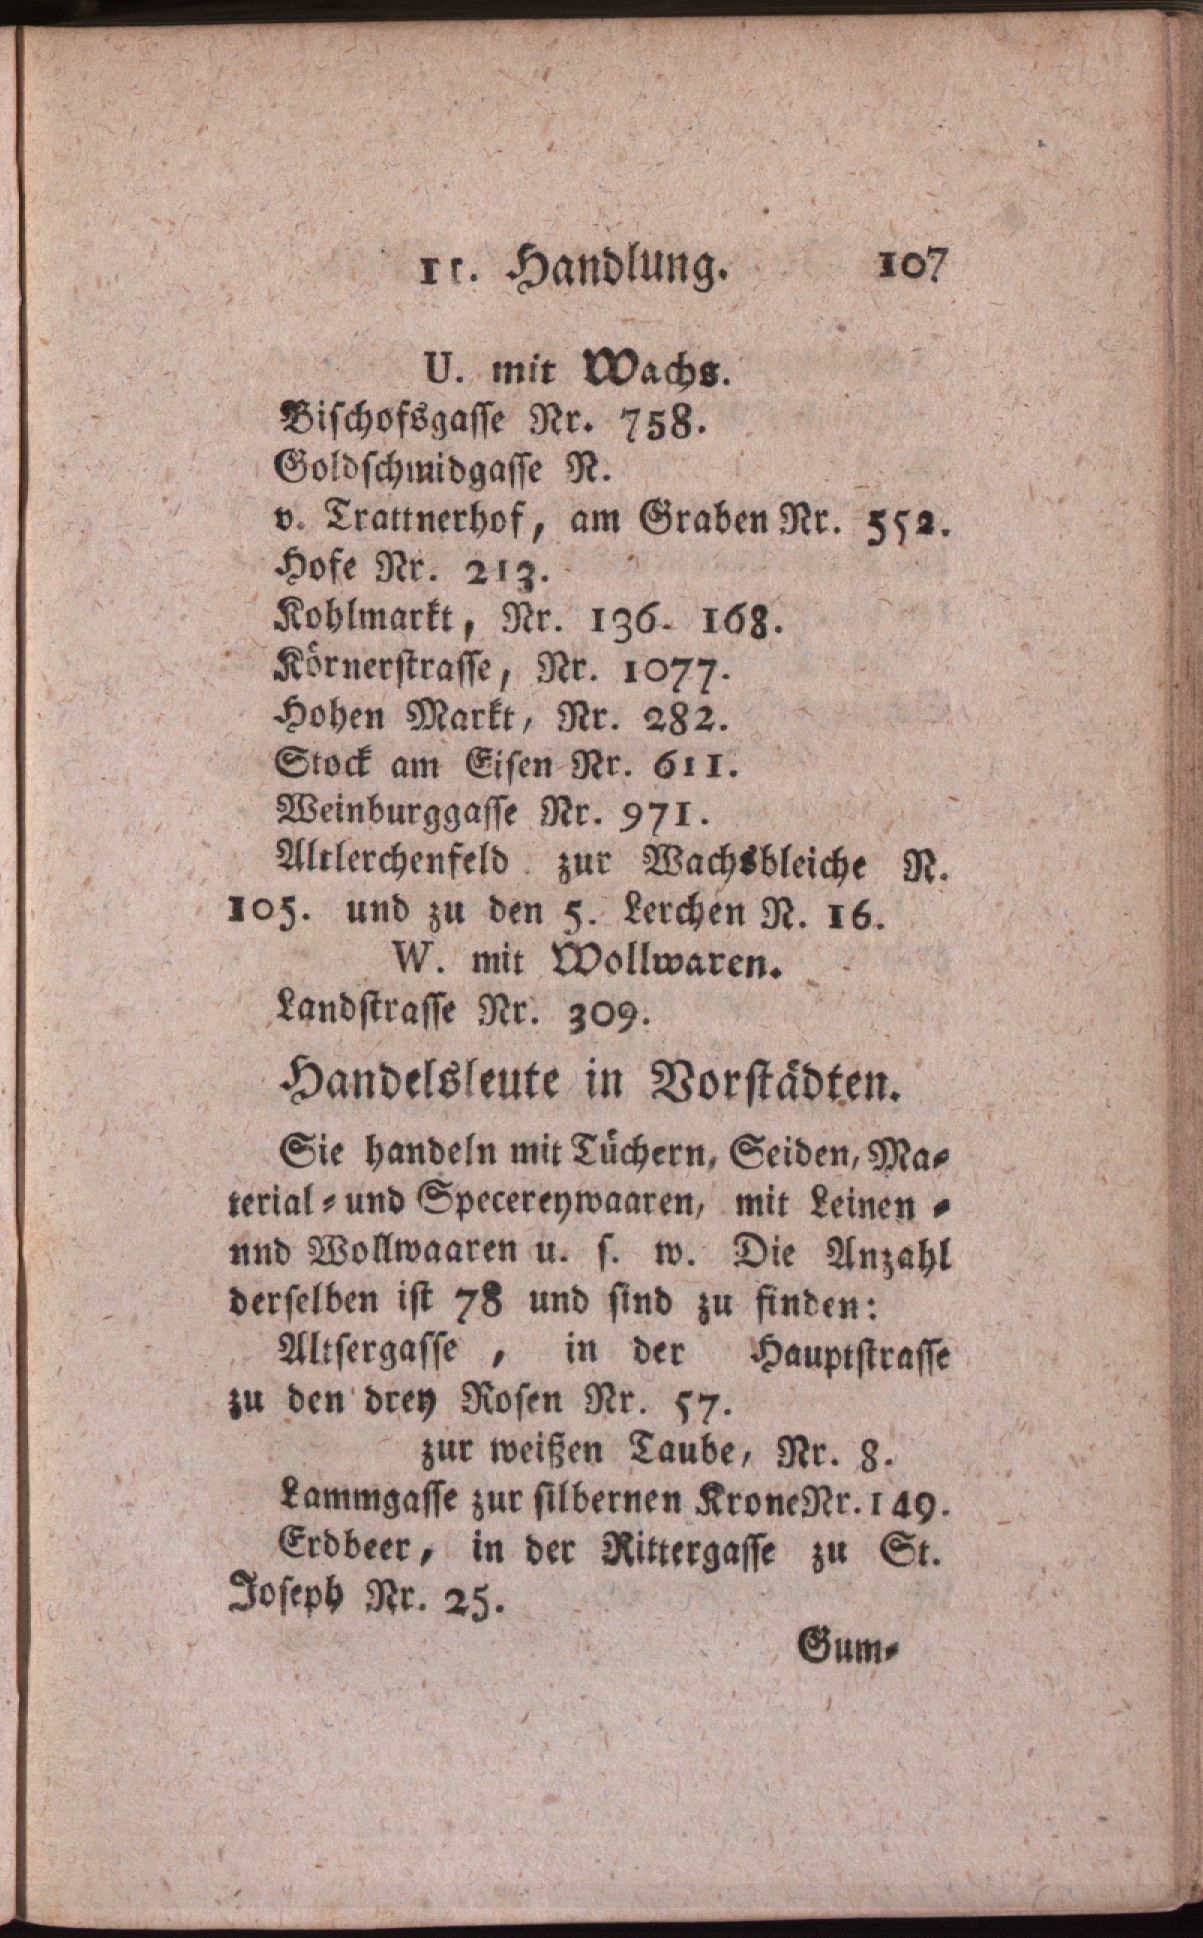 11. Handlung. 107
U. mit Wachs.
Bischofsgasse Nr. 758.
Goldschmidgasse N.
v. Trattnerhof, am Graben Nr. 552.
Hofe Nr. 213.
Kohlmarkt, Nr. 136. 168.
Körnerstrasse, Nr. 1077.
Hohen Markt, Nr. 282.
Stock am Eisen Nr. 611.
Weinburggasse Nr. 971.
Altlerchenfeld zur Wachsbleiche N.
105. und zu den 5. Lerchen N. 16.
W. mit Wollwaren.
Landstrasse Nr. 309.
Handelsleute in Vorstädten.
Sie handeln mit Tüchern, Seiden, Ma-
terial- und Specereywaaren, mit Leinen-
nnd Wollwaaren u. s. w. Die Anzahl
derselben ist 78 und sind zu finden:
Altsergasse, in der Hauptstrasse
zu den drey Rosen Nr. 57.
zur weißen Taube, Nr. 8.
Lammgasse zur silbernen Krone Nr. 149.
Erdbeer, in der Rittergasse zu St.
Joseph Nr. 25.
Gum-